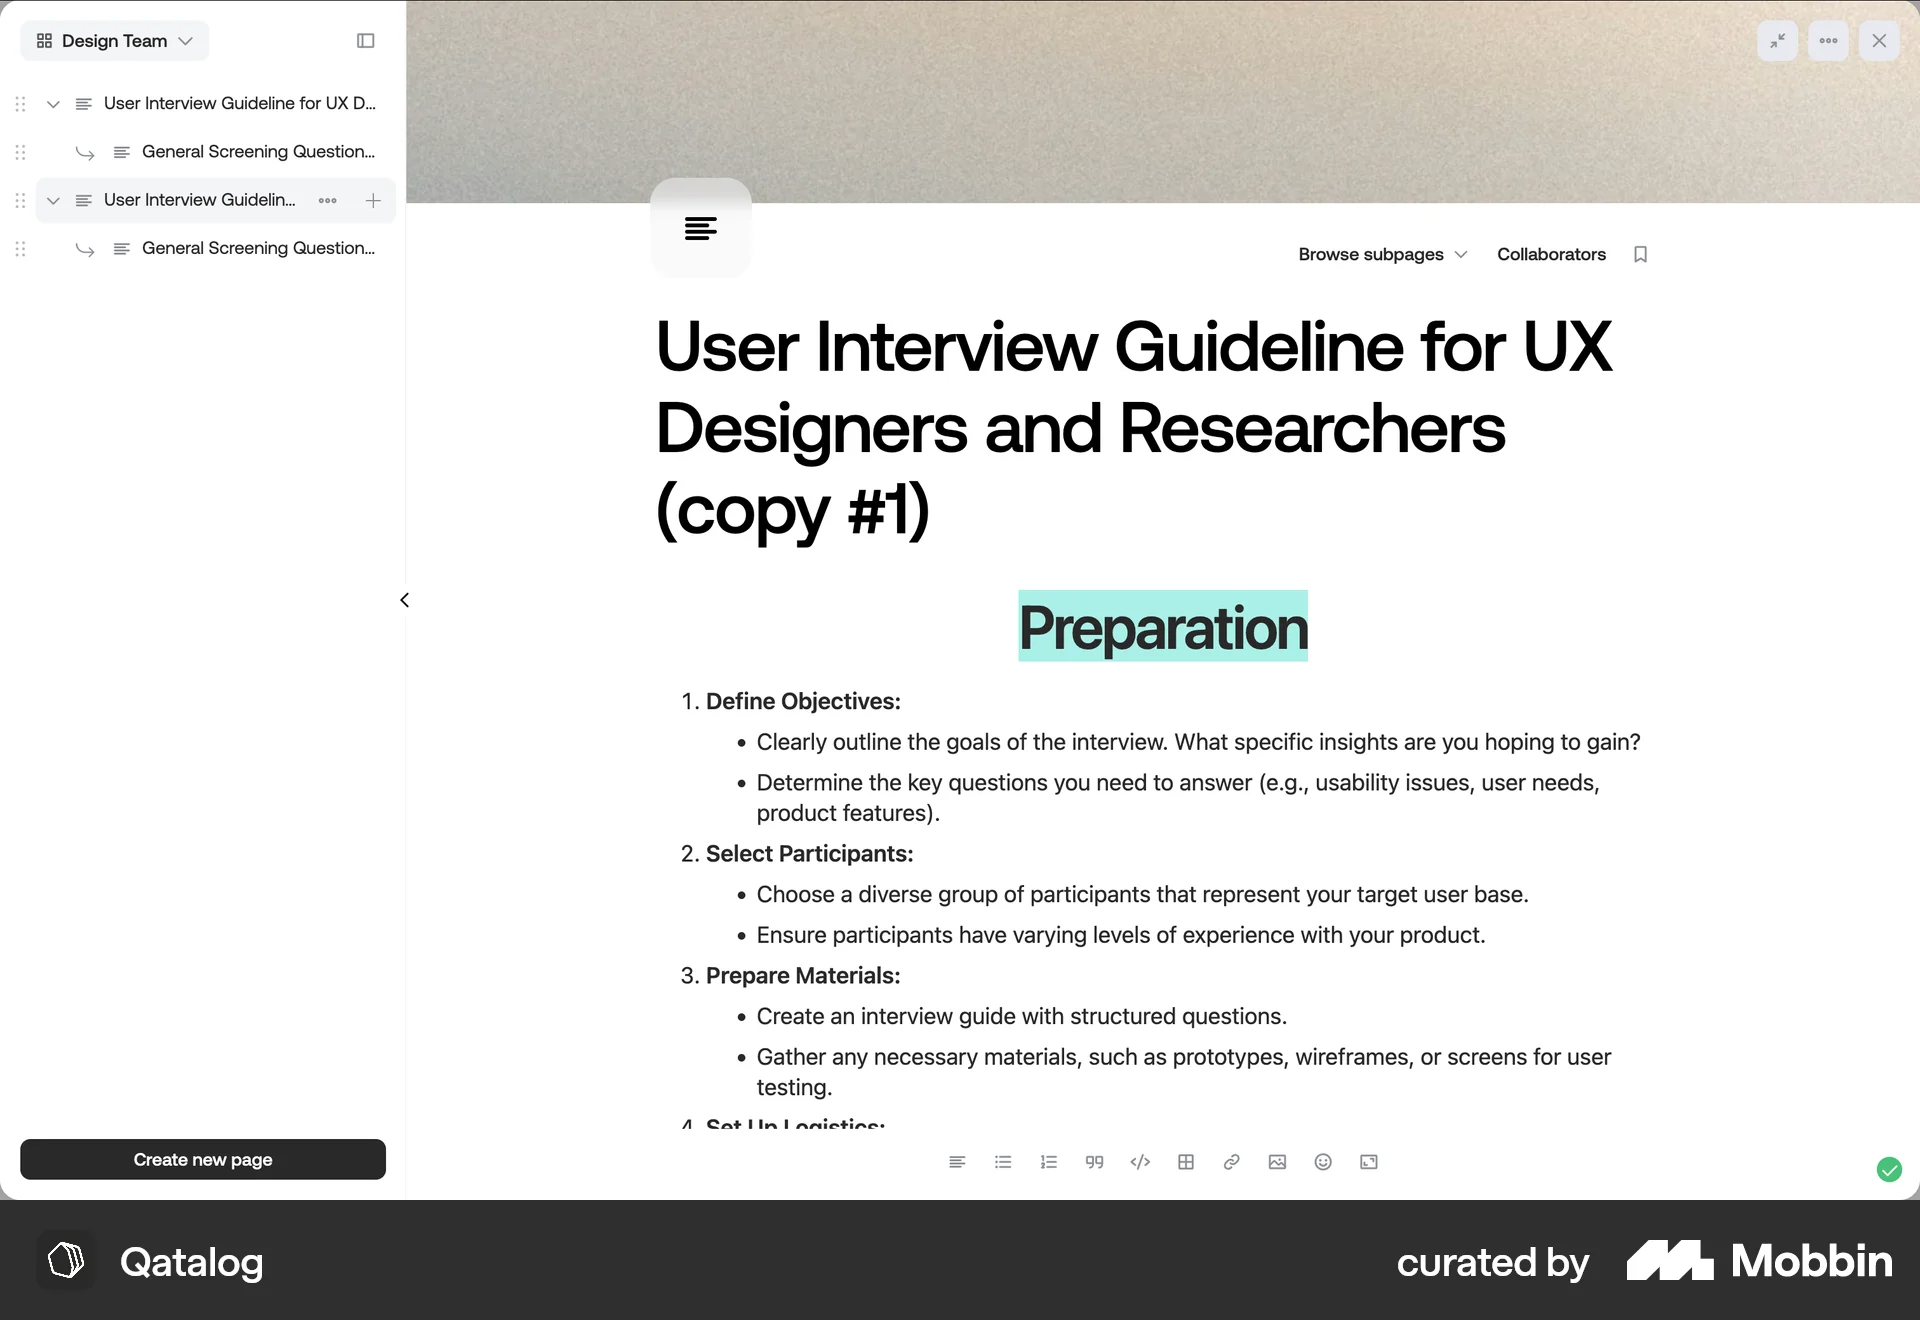 Design Team
User Interview Guideline for UX D...
General Screening Question...
User Interview Guidelin...
General Screening Question...
Create new page
Browse subpages
Collaborators
User Interview Guideline for UX
Designers and Researchers
(copy #1)
Preparation
1. Define Objectives:
• Clearly outline the goals of the interview. What specific insights are you hoping to gain?
• Determine the key questions you need to answer (e.g., usability issues, user needs,
product features).
2. Select Participants:
• Choose a diverse group of participants that represent your target user base.
• Ensure participants have varying levels of experience with your product.
3. Prepare Materials:
• Create an interview guide with structured questions.
• Gather any necessary materials, such as prototypes, wireframes, or screens for user
testing.
4. Set Up Logistics:
Qatalog
curated by
Mobbin